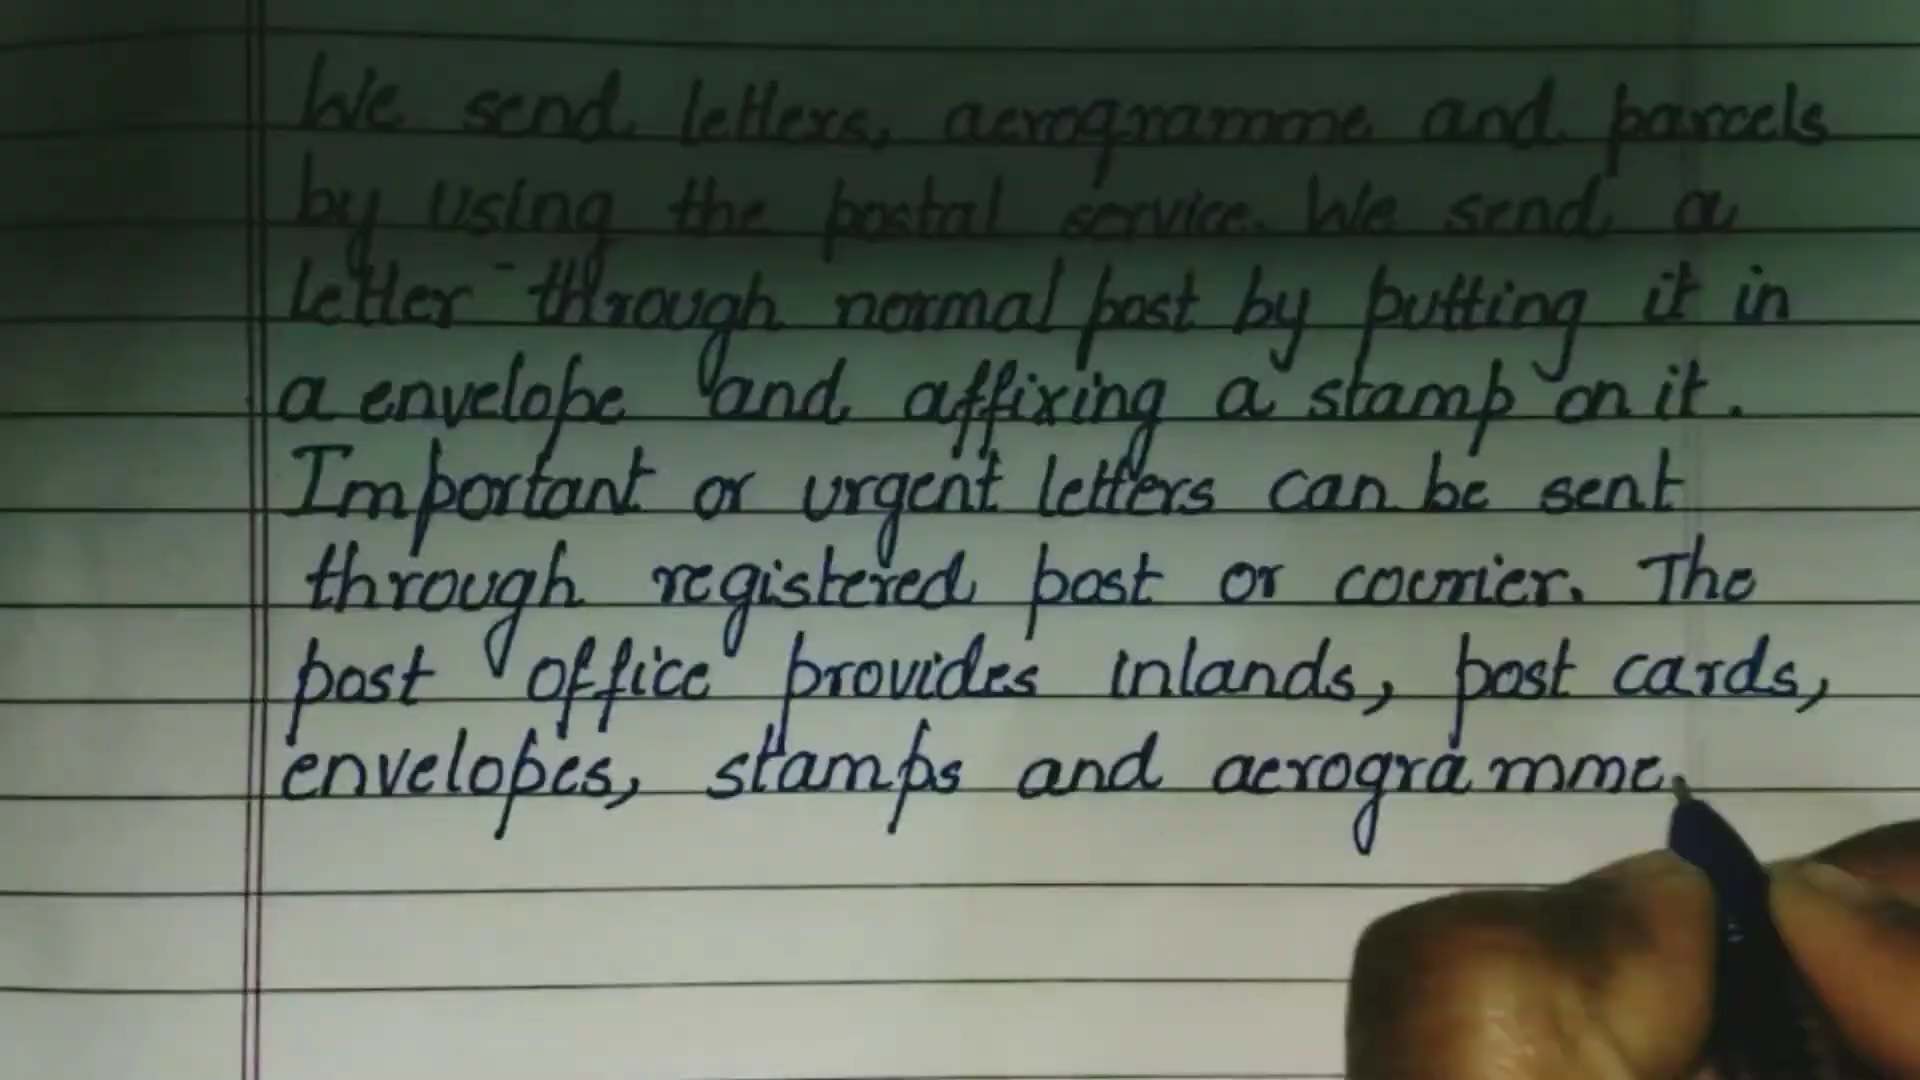 We send letters, aerogramme and parcels
by using the postal service. We send a
letter through normal post by putting it in
a envelope and affixing a stamp on it.
Important or urgent letters can be sent
through registered post or courier. The
post office provides inlands, post cards,
envelopes, stamps and aerogramme.